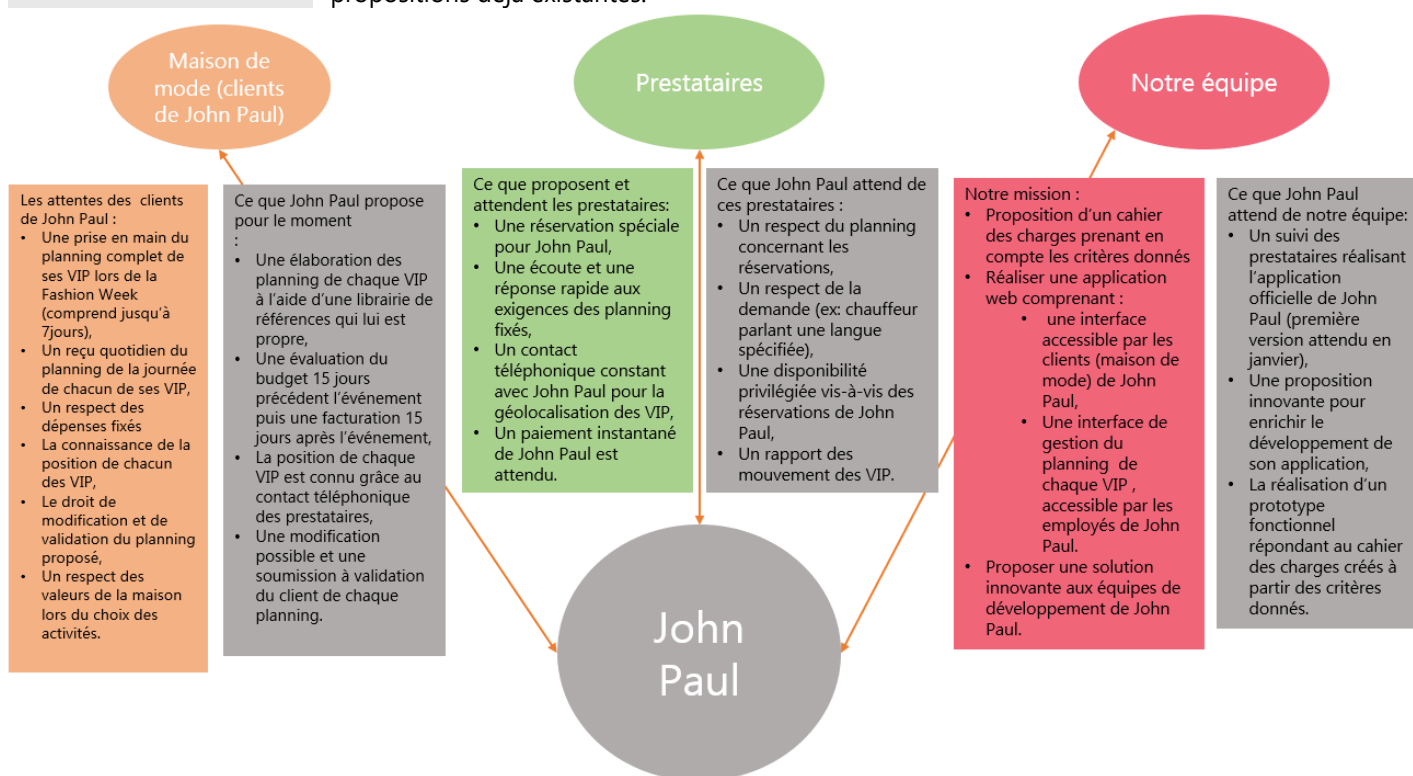 propositions déjà existantes.
Maison de
mode (clients
de John Paul)
Prestataires
Notre équipe
Les attentes des clients
de John Paul :
• Une prise en main du
planning complet de
ses VIP lors de la
Fashion Week
(comprend jusqu'à
7jours),
• Un reçu quotidien du
planning de la journée
de chacun de ses VIP,
• Un respect des
dépenses fixés
• La connaissance de la
position de chacun
des VIP,
• Le droit de
modification et de
validation du planning
proposé,
• Un respect des
valeurs de la maison
lors du choix des
activités.
Ce que John Paul propose
pour le moment
:
• Une élaboration des
planning de chaque VIP
à l'aide d'une librairie de
références qui lui est
propre,
• Une évaluation du
budget 15 jours
précédent l'événement
puis une facturation 15
jours après l'événement,
• La position de chaque
VIP est connu grâce au
contact téléphonique
des prestataires,
• Une modification
possible et une
soumission à validation
du client de chaque
planning.
Ce que proposent et
attendent les prestataires:
• Une réservation spéciale
pour John Paul,
• Une écoute et une
réponse rapide aux
exigences des planning
fixés,
• Un contact
téléphonique constant
avec John Paul pour la
géolocalisation des VIP,
• Un paiement instantané
de John Paul est
attendu.
Ce que John Paul attend de
ces prestataires :
• Un respect du planning
concernant les
réservations,
• Un respect de la
demande (ex: chauffeur
parlant une langue
spécifiée),
• Une disponibilité
privilégiée vis-à-vis des
réservations de John
Paul,
• Un rapport des
mouvement des VIP.
Notre mission :
• Proposition d'un cahier
des charges prenant en
compte les critères donnés
• Réaliser une application
web comprenant :
• une interface
accessible par les
clients (maison de
mode) de John
Paul,
• Une interface de
gestion du
planning de
chaque VIP ,
accessible par les
employés de John
Paul.
• Proposer une solution
innovante aux équipes de
développement de John
Paul.
Ce que John Paul
attend de notre équipe:
• Un suivi des
prestataires réalisant
l'application
officielle de John
Paul (première
version attendu en
janvier),
• Une proposition
innovante pour
enrichir le
développement de
son application,
• La réalisation d'un
prototype
fonctionnel
répondant au cahier
des charges créés à
partir des critères
donnés.
John
Paul